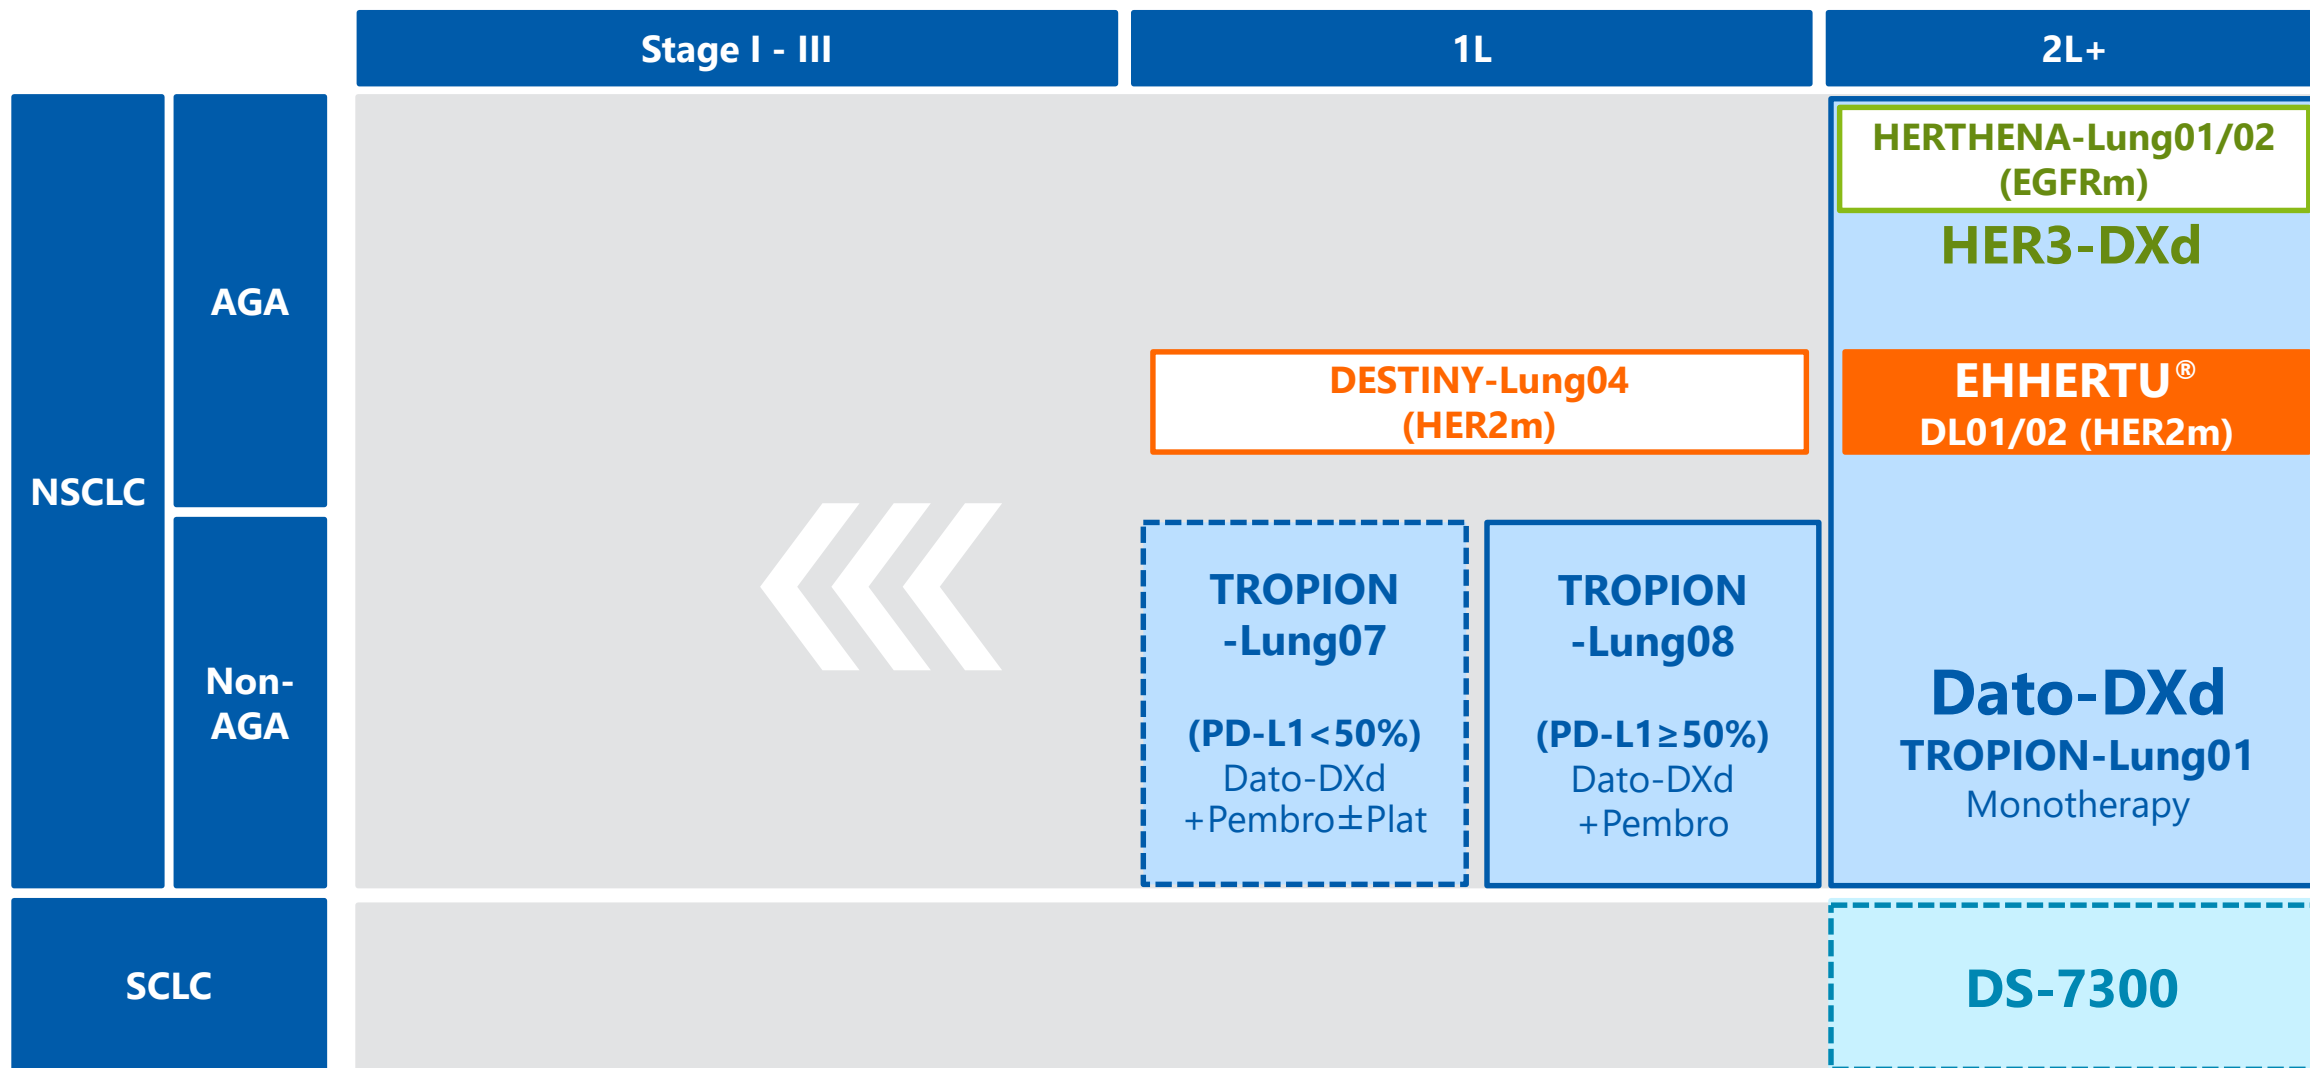 Stage I - III
1L
2L+
NSCLC
AGA
HERTHENA-Lung01/02
(EGFRm)
HER3-DXd
DESTINY-Lung04
(HER2m)
EHHERTU®
DL01/02 (HER2m)
Non-
AGA
TROPION
-Lung07
(PD-L1<50%)
Dato-DXd
+Pembro±Plat
TROPION
-Lung08
(PD-L1≥50%)
Dato-DXd
+Pembro
Dato-DXd
TROPION-Lung01
Monotherapy
SCLC
DS-7300